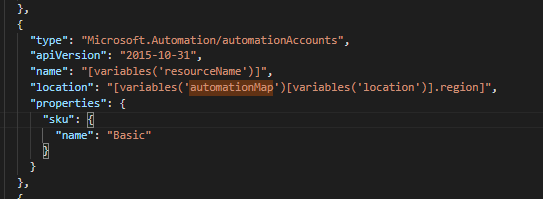 },
{
"type": "Microsoft.Automation/automationAccounts",
"apiVersion": "2015-10-31",
"name": "[variables('resourceName')]",
"location": "[variables('automationMap')[variables('location')].region]",
"properties": {
"sku": {
"name": "Basic"
}
}
},
{